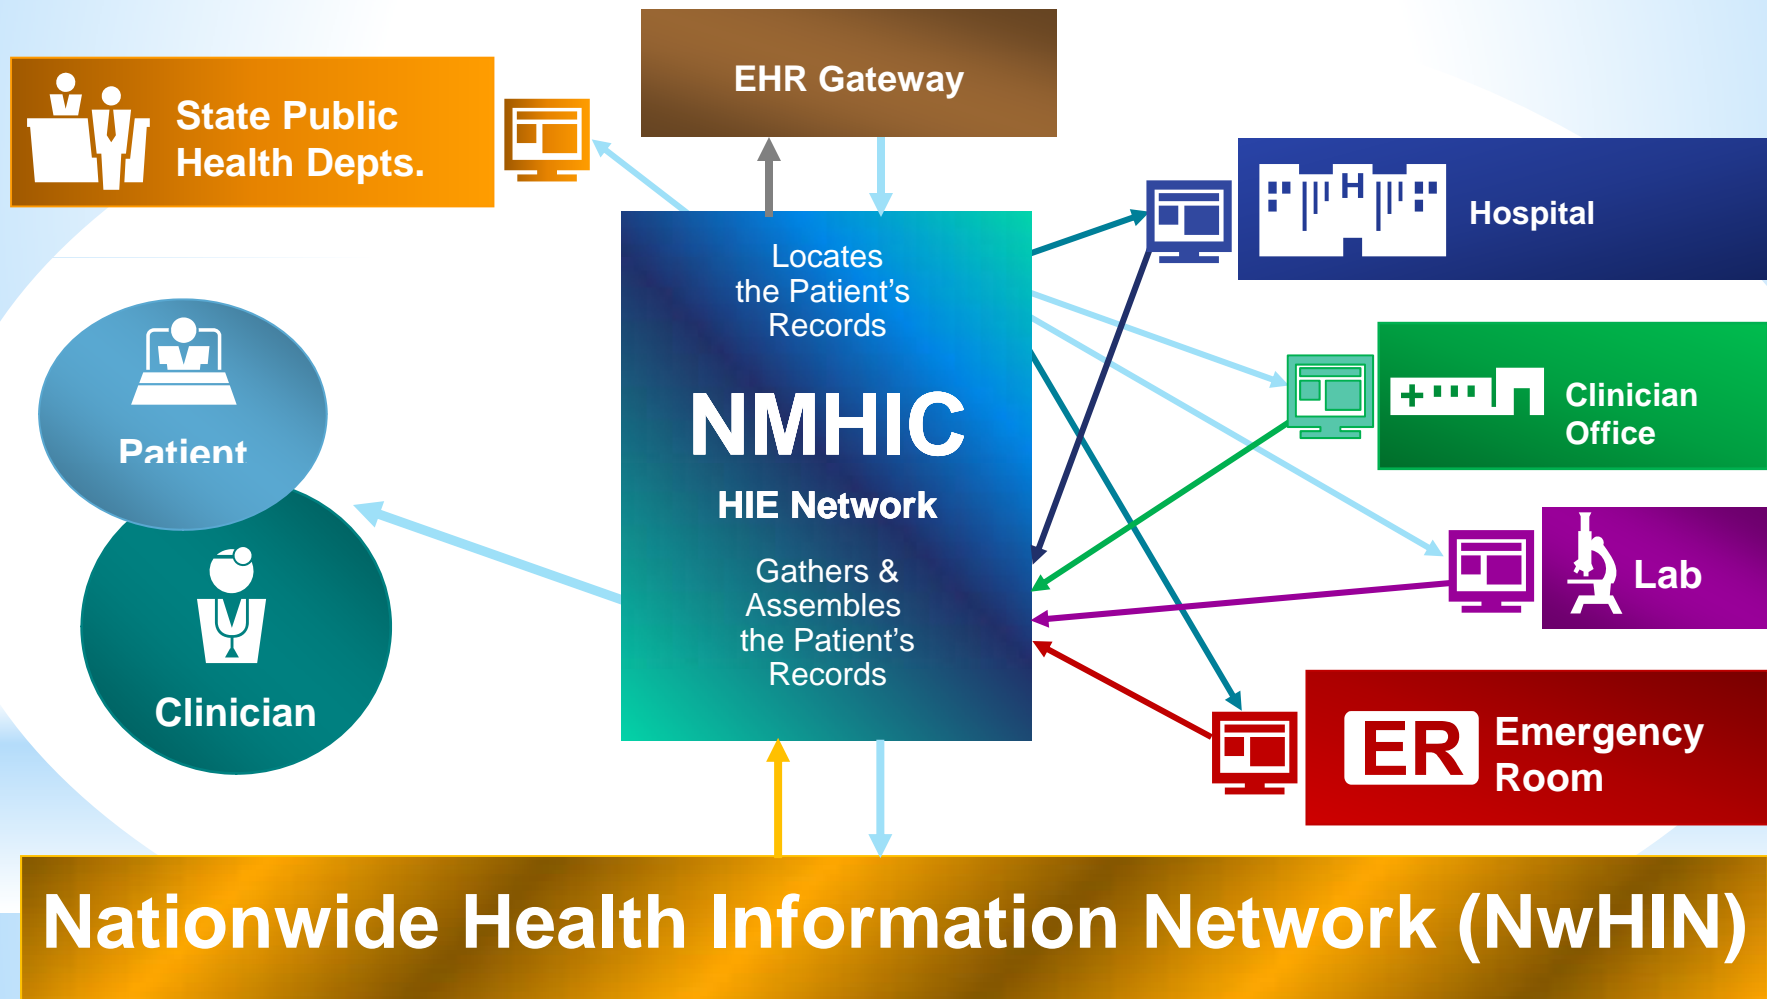 EHR Gateway
State Public
Health Depts.
H
Hospital
Locates
the Patient's
Records
NMHIC
HIE Network
Gathers &
Assembles
the Patient's
Records
Clinician
Office
Patient
Lab
Clinician
ER
Emergency
Room
Nationwide Health Information Network (NwHIN)